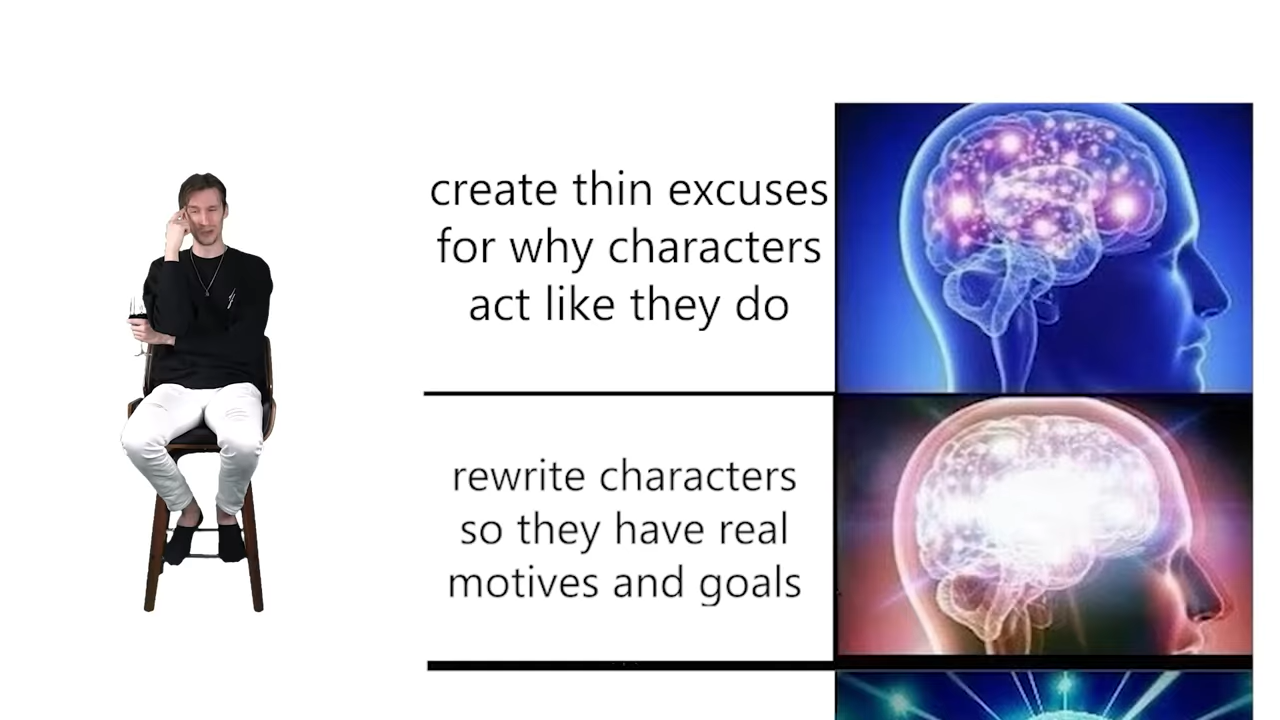 create thin excuses
for why characters
act like they do
rewrite characters
so they have real
motives and goals